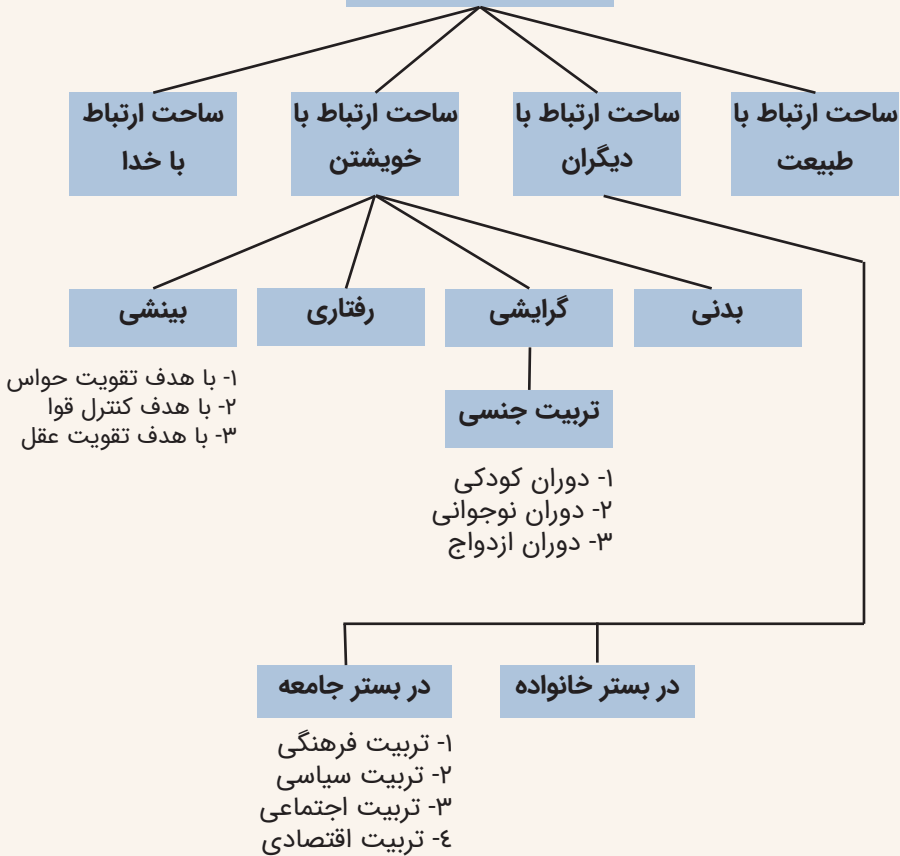 ساحت ارتباط با
طبیعت
ساحت ارتباط با
دیگران
ساحت ارتباط با
خویشتن
ساحت ارتباط
با خدا
بدنی
گرایشی
رفتاری
بینشی
۱- با هدف تقویت حواس
۲- با هدف کنترل قوا
۳- با هدف تقویت عقل
تربیت جنسی
۱- دوران کودکی
۲- دوران نوجوانی
۳- دوران ازدواج
در بستر خانواده
در بستر جامعه
۱- تربیت فرهنگی
۲- تربیت سیاسی
۳- تربیت اجتماعی
٤- تربیت اقتصادی